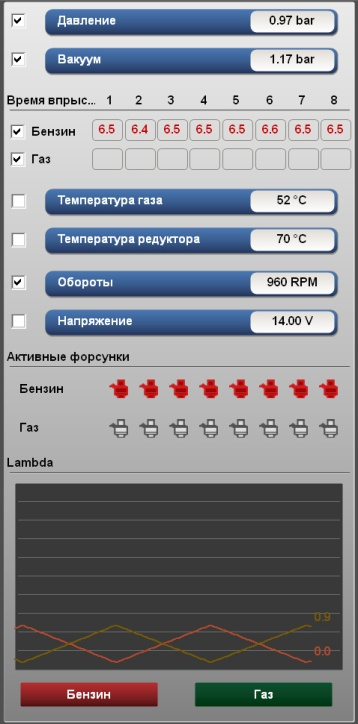 Давление 0.97 bar
Вакуум 1.17 bar
Время впрыс... 1 2 3 4 5 6 7 8
Бензин 6.5 6.4 6.5 6.5 6.5 6.6 6.5 6.5
Газ
Температура газа 52 °C
Температура редуктора 70 °C
Обороты 960 RPM
Напряжение 14.00 V
Активные форсунки
Бензин
Газ
Lambda
0.9
0.0
Бензин Газ